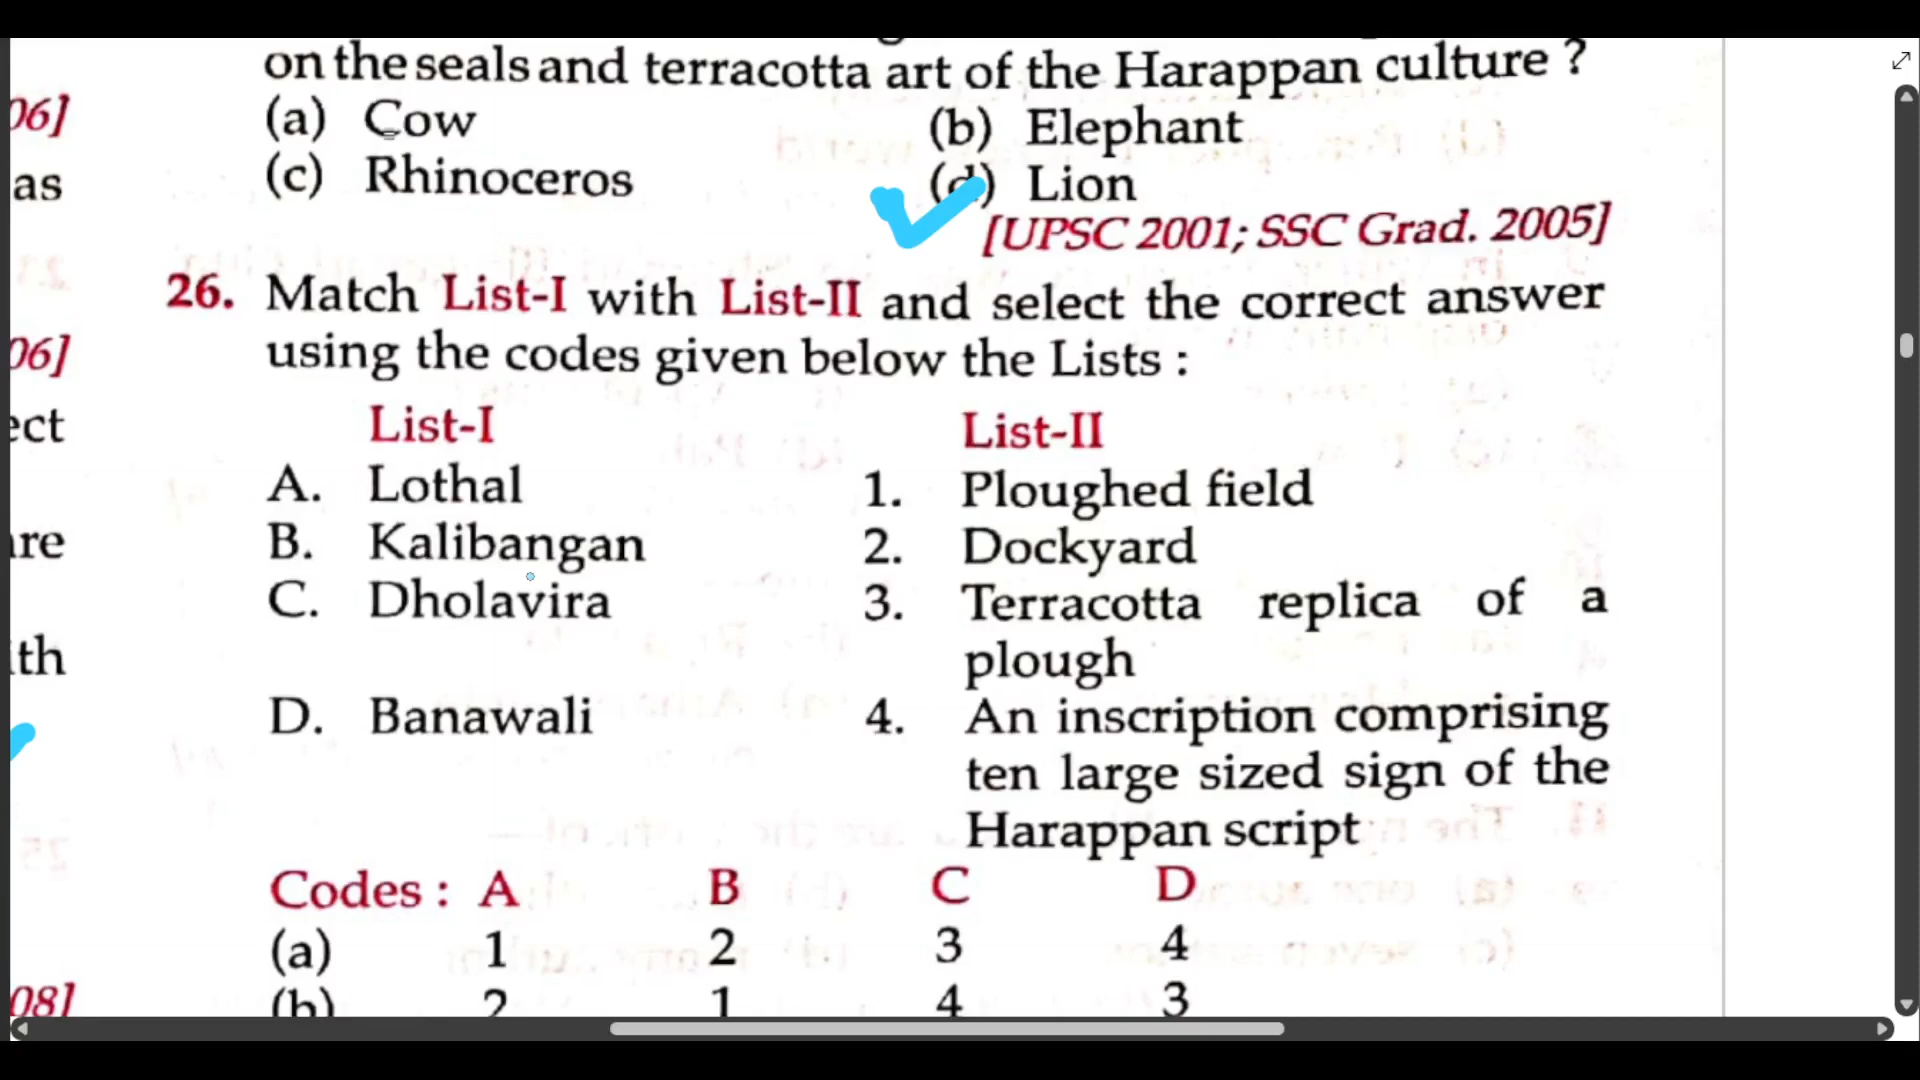 on the seals and terracotta art of the Harappan culture ?
06]
(a) Cow (b) Elephant
as
(c) Rhinoceros (d) Lion
[UPSC 2001; SSC Grad. 2005]
26. Match List-I with List-II and select the correct answer
06]
using the codes given below the Lists :
ect
List-I List-II
A. Lothal 1. Ploughed field
are
B. Kalibangan 2. Dockyard
C. Dholavira 3. Terracotta replica of a
ith
plough
D. Banawali 4. An inscription comprising
ten large sized sign of the
Harappan script
Codes : A B C D
(a) 1 2 3 4
08]
(b) 2 1 4 3